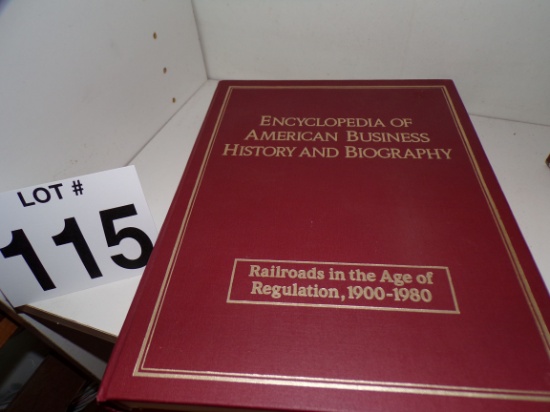 LOT #
115
ENCYCLOPEDIA OF
AMERICAN BUSINESS
HISTORY AND BIOGRAPHY
Railroads in the Age of
Regulation, 1900-1980